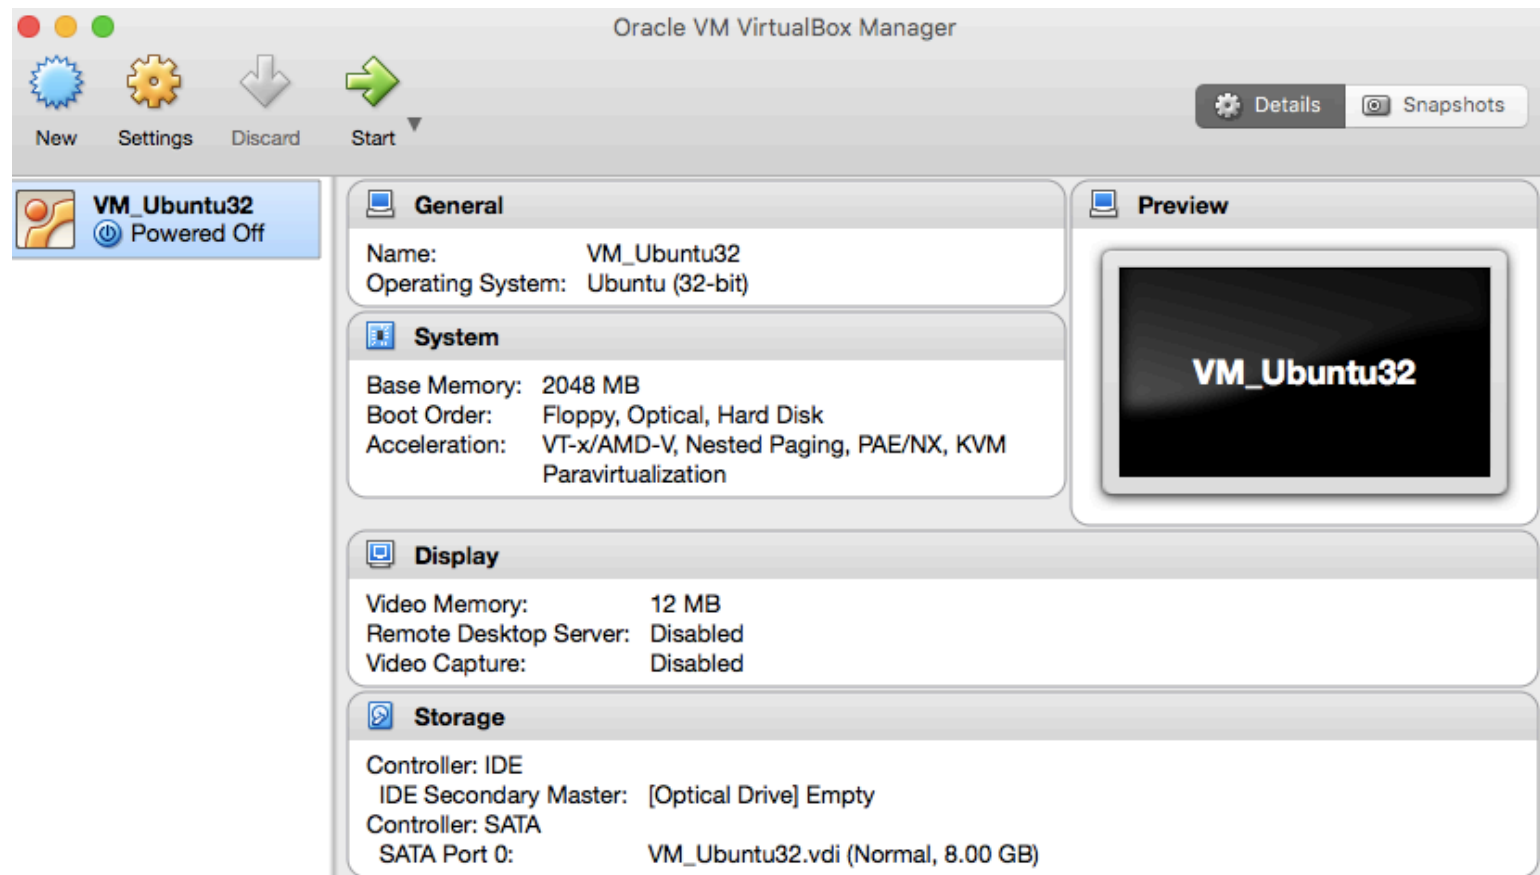 Oracle VM VirtualBox Manager
New Settings Discard Start Details Snapshots
VM_Ubuntu32
Powered Off
General
Name: VM_Ubuntu32
Operating System: Ubuntu (32-bit)
System
Base Memory: 2048 MB
Boot Order: Floppy, Optical, Hard Disk
Acceleration: VT-x/AMD-V, Nested Paging, PAE/NX, KVM
Paravirtualization
Preview
VM_Ubuntu32
Display
Video Memory: 12 MB
Remote Desktop Server: Disabled
Video Capture: Disabled
Storage
Controller: IDE
IDE Secondary Master: [Optical Drive] Empty
Controller: SATA
SATA Port 0: VM_Ubuntu32.vdi (Normal, 8.00 GB)